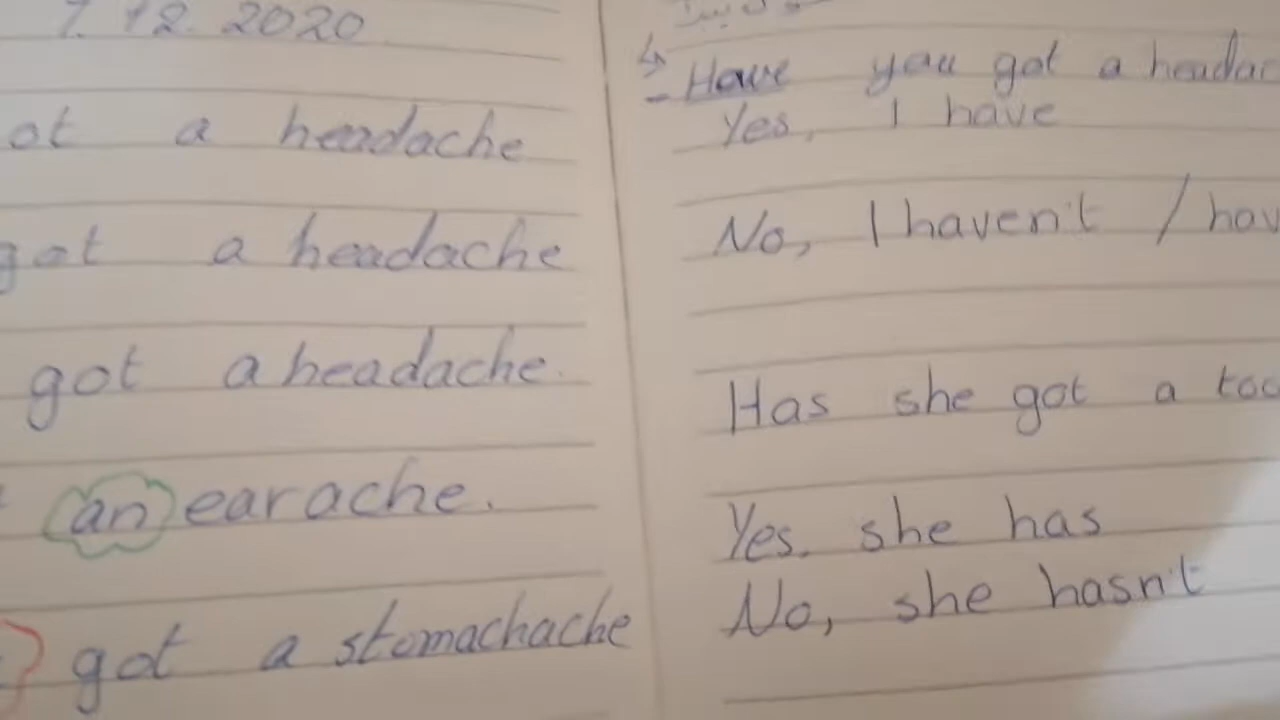 7. 12. 2020
ot a headache
got a headache
got a headache.
an earache.
got a stomachache
Have you got a headac
Yes, I have
No, I haven't / hav
Has she got a too
Yes. she has
No, she hasn't